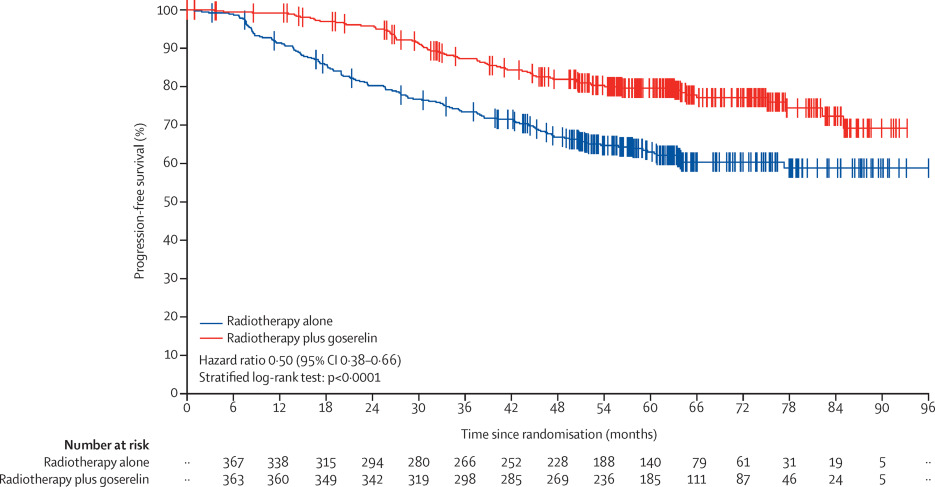 100
90
80
70
60
50
40
30
20
10
0
Progression-free survival (%)
Radiotherapy alone
Radiotherapy plus goserelin
Hazard ratio 0·50 (95% CI 0·38–0·66)
Stratified log-rank test: p<0·0001
0 6 12 18 24 30 36 42 48 54 60 66 72 78 84 90 96
Time since randomisation (months)
Number at risk
Radiotherapy alone ·· 367 338 315 294 280 266 252 228 188 140 79 61 31 19 5 ··
Radiotherapy plus goserelin ·· 363 360 349 342 319 298 285 269 236 185 111 87 46 24 5 ··